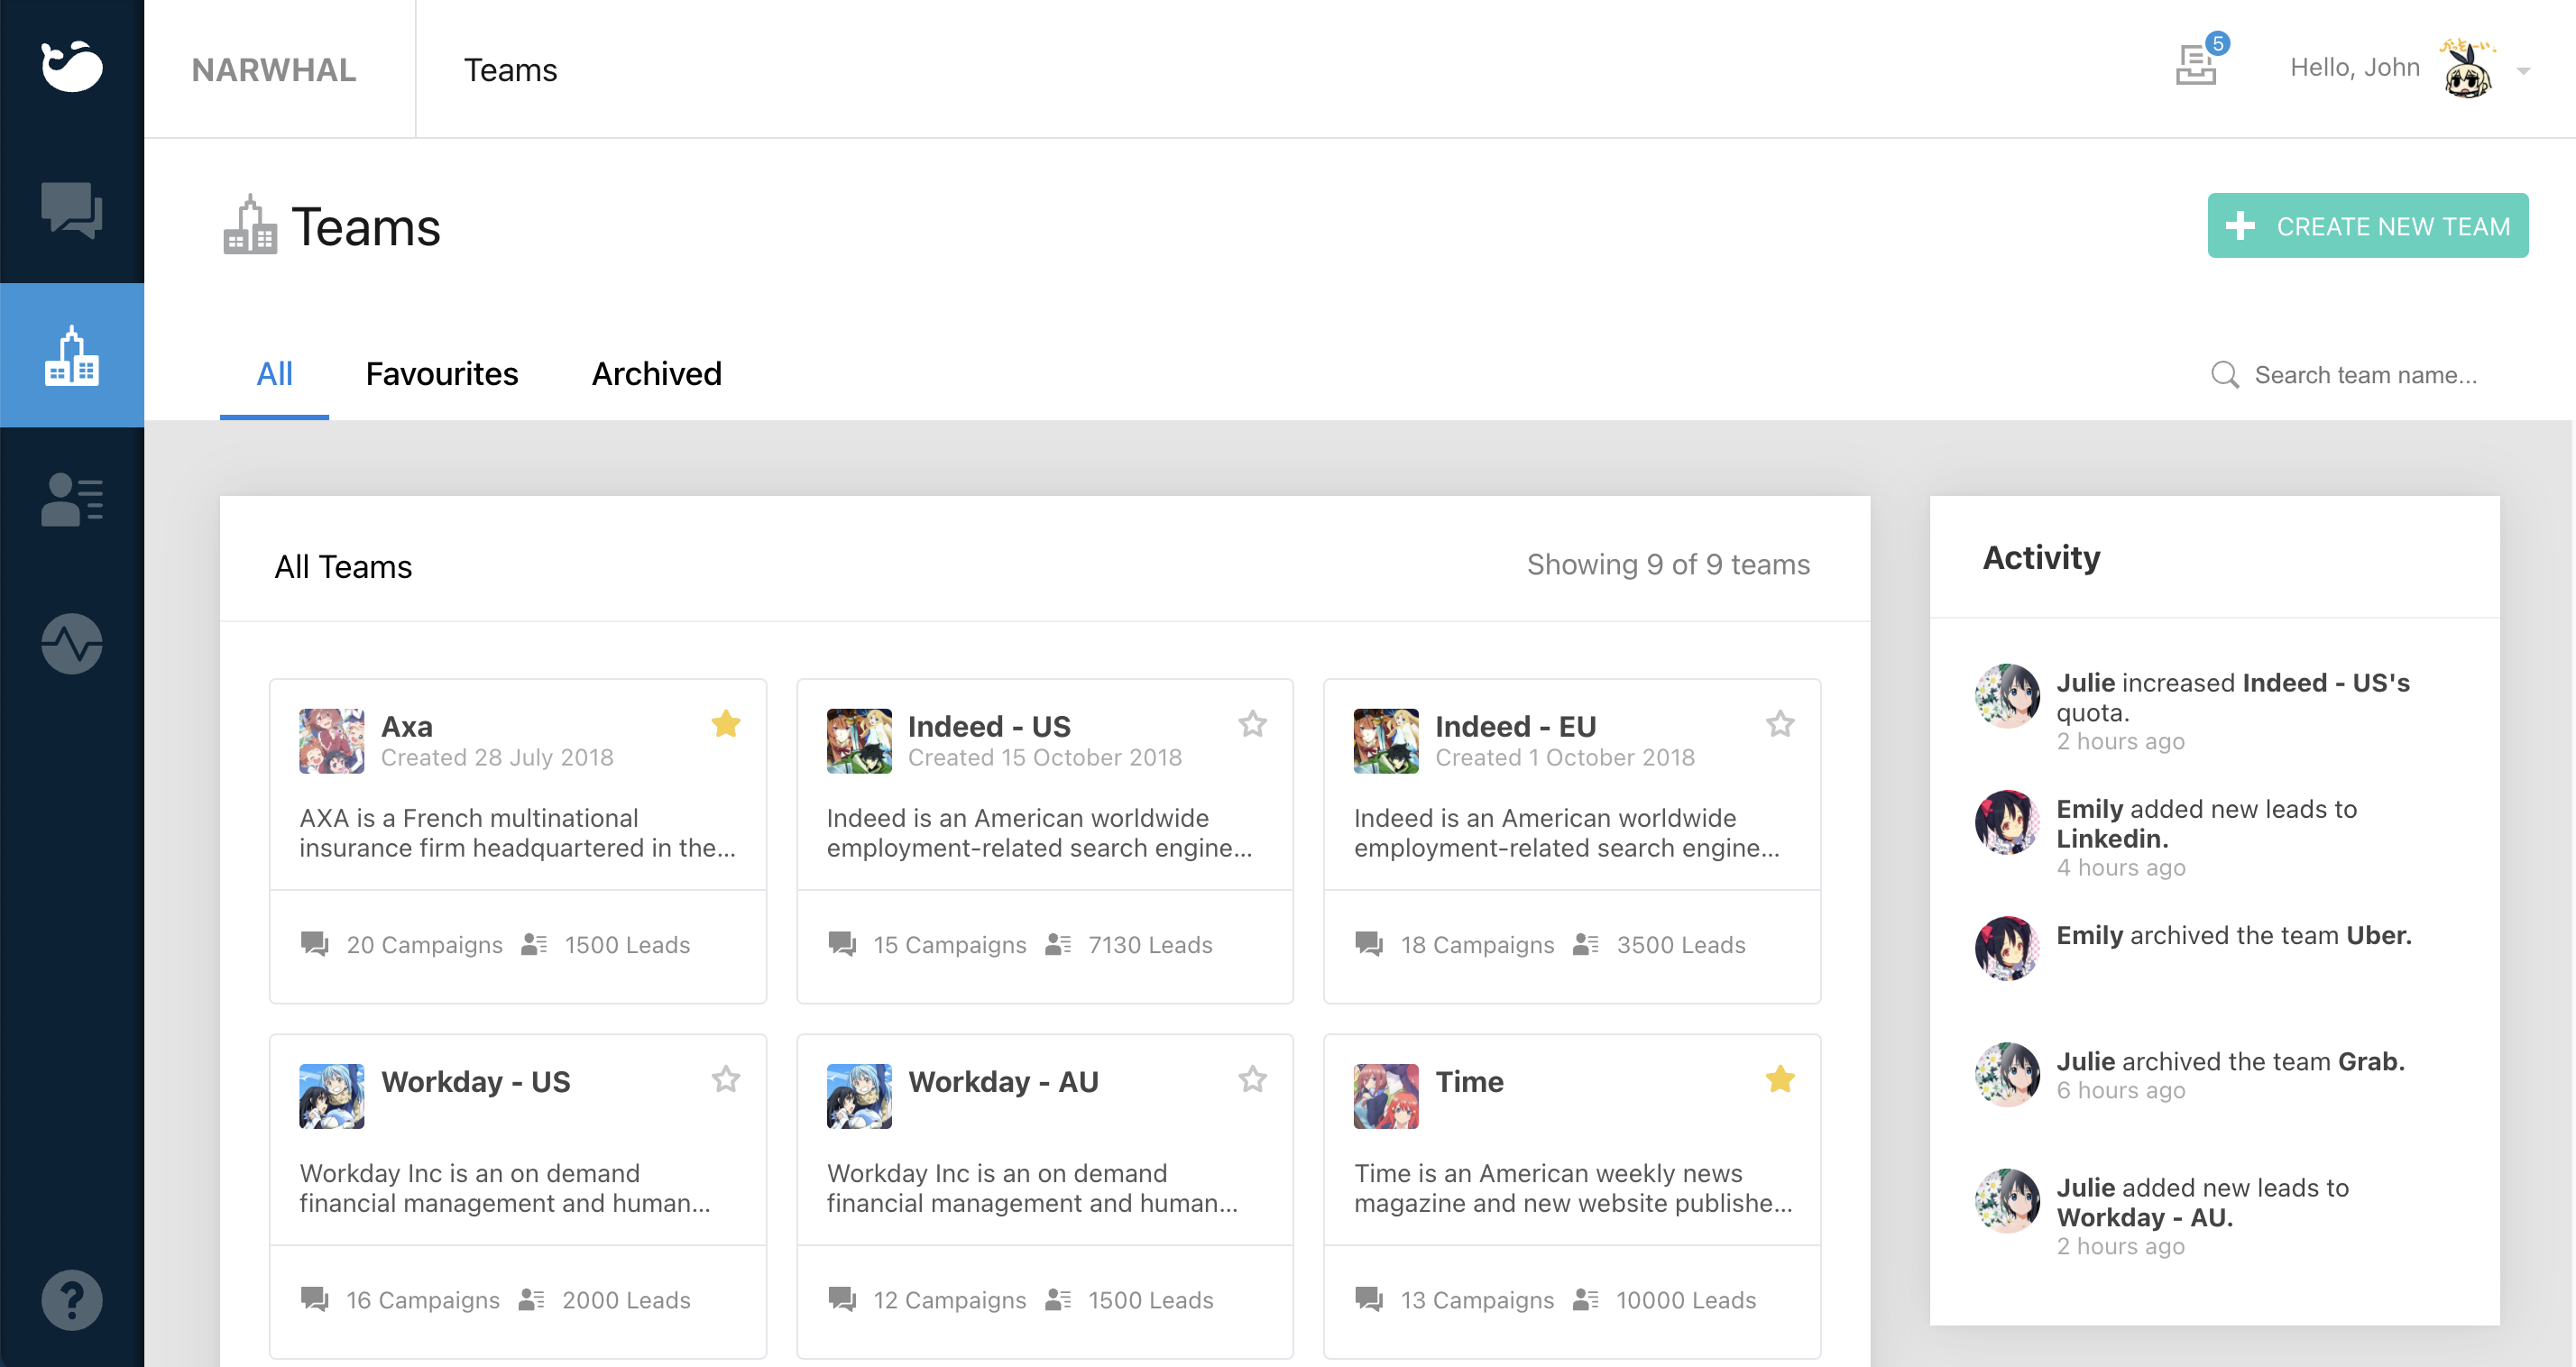 NARWHAL
Teams
5
Hello, John
Teams
CREATE NEW TEAM
All
Favourites
Archived
Search team name...
All Teams
Showing 9 of 9 teams
Axa
Created 28 July 2018
AXA is a French multinational
insurance firm headquartered in the...
20 Campaigns
1500 Leads
Indeed - US
Created 15 October 2018
Indeed is an American worldwide
employment-related search engine...
15 Campaigns
7130 Leads
Indeed - EU
Created 1 October 2018
Indeed is an American worldwide
employment-related search engine...
18 Campaigns
3500 Leads
Workday - US
Workday Inc is an on demand
financial management and human...
16 Campaigns
2000 Leads
Workday - AU
Workday Inc is an on demand
financial management and human...
12 Campaigns
1500 Leads
Time
Time is an American weekly news
magazine and new website publishe...
13 Campaigns
10000 Leads
Activity
Julie increased Indeed - US's
quota.
2 hours ago
Emily added new leads to
Linkedin.
4 hours ago
Emily archived the team Uber.
Julie archived the team Grab.
6 hours ago
Julie added new leads to
Workday - AU.
2 hours ago
?